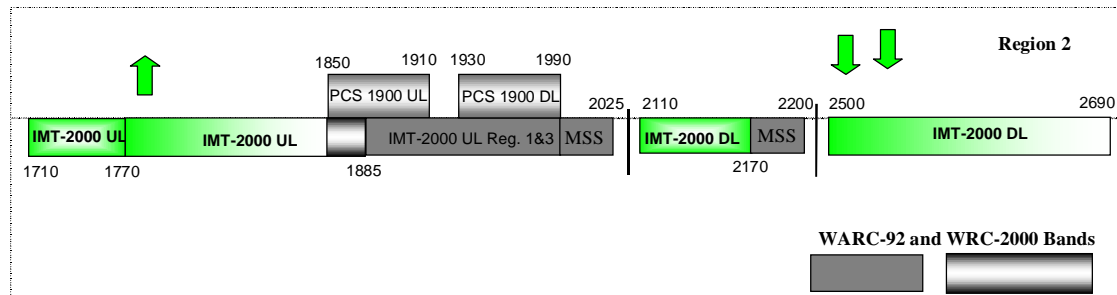 Region 2
1850 1910 1930 1990
PCS 1900 UL PCS 1900 DL
2025 2110 2200 2500 2690
IMT-2000 UL IMT-2000 UL IMT-2000 UL Reg. 1&3 MSS IMT-2000 DL MSS IMT-2000 DL
1710 1770 1885 2170
WARC-92 and WRC-2000 Bands